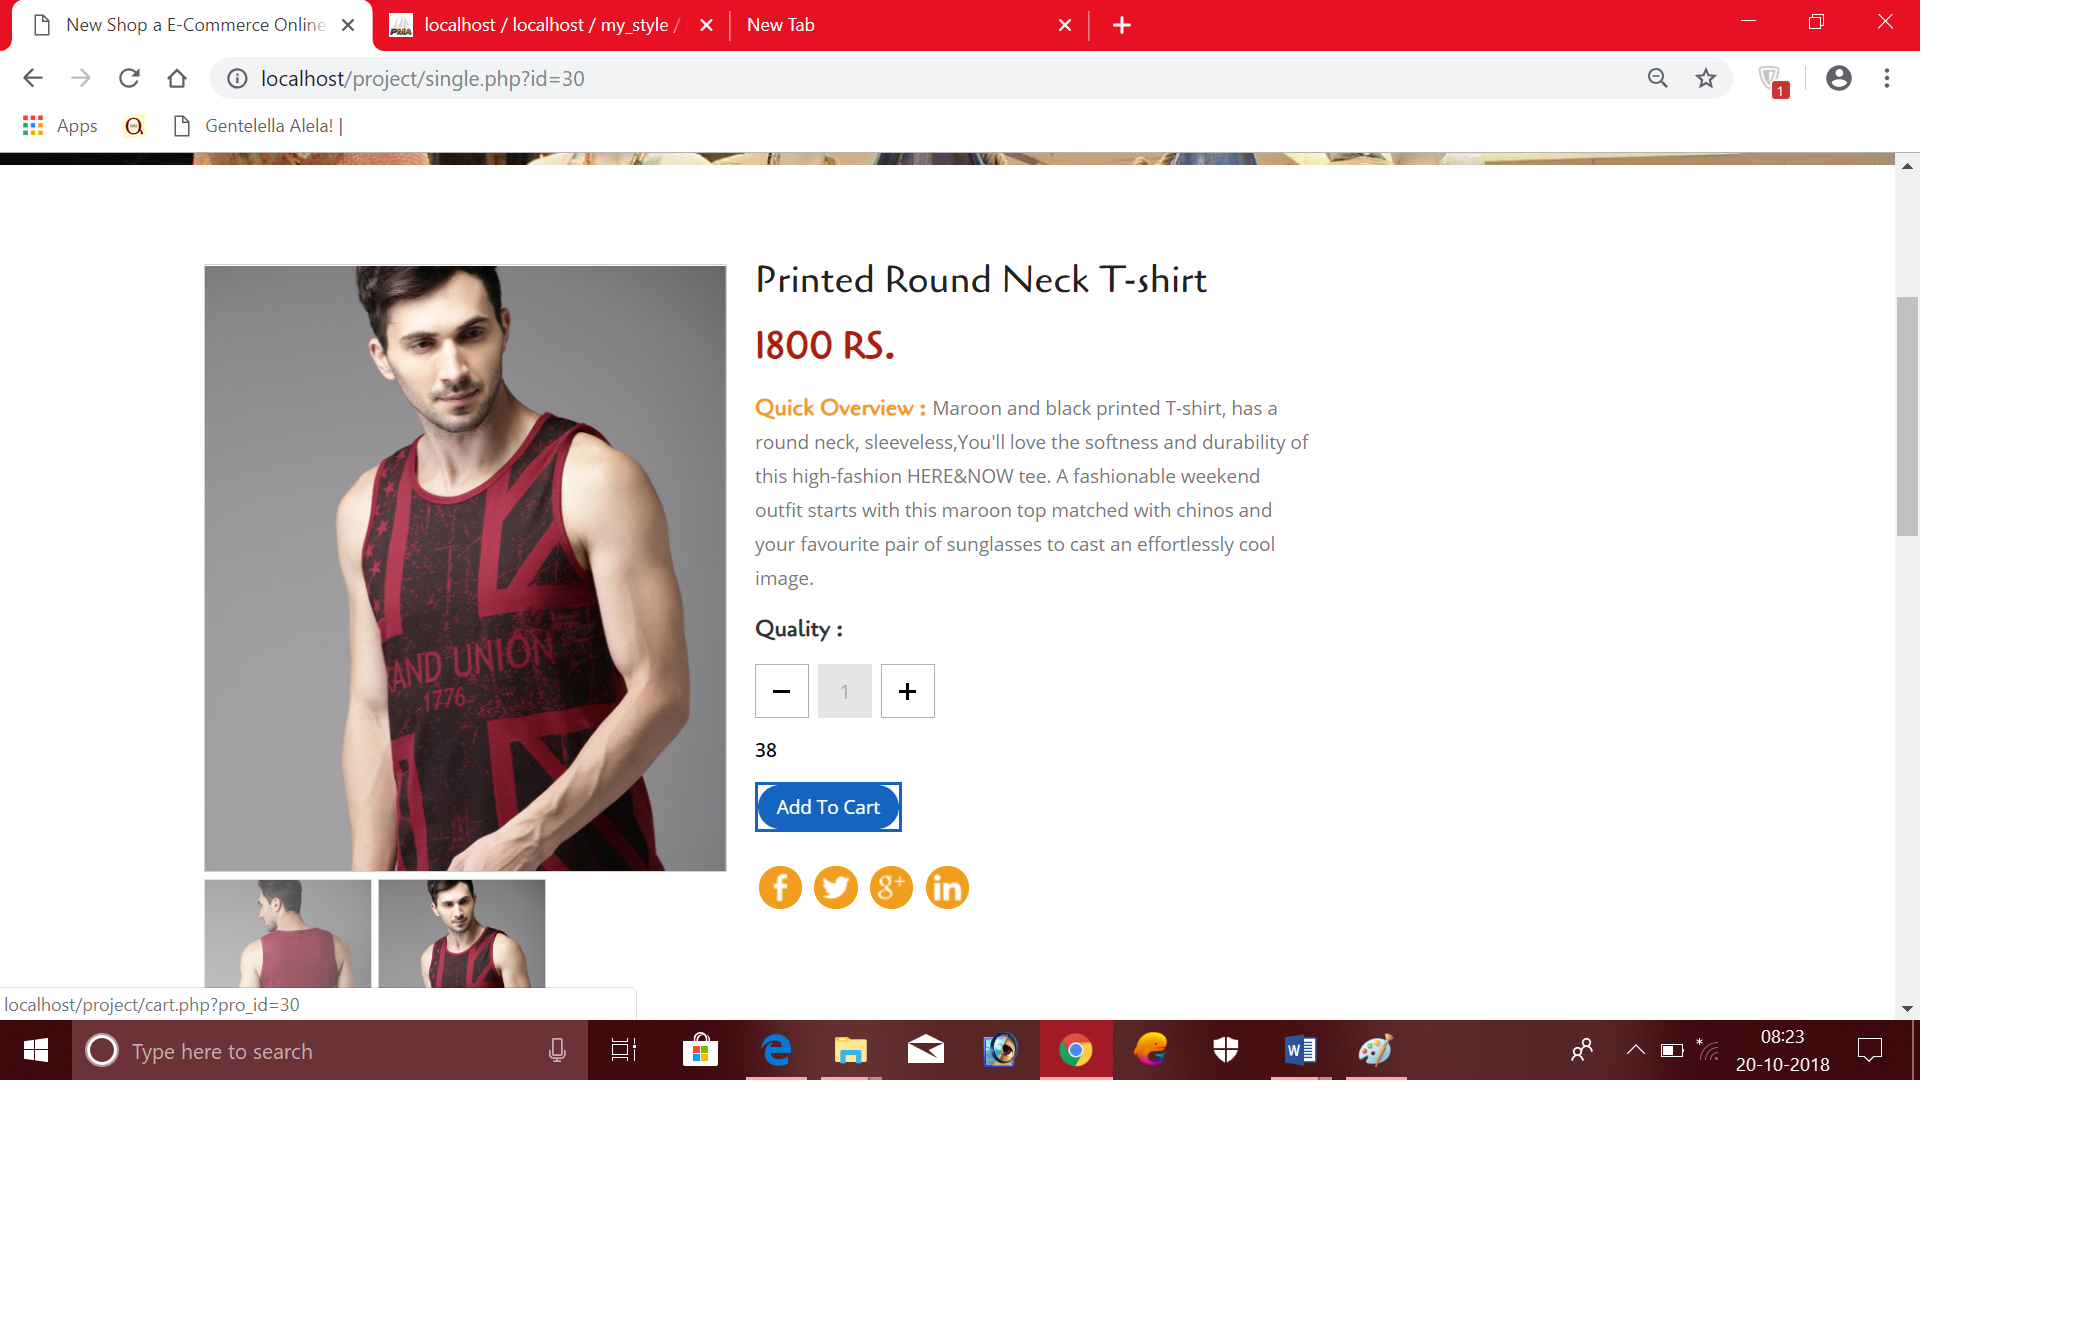 New Shop a E-Commerce Online
localhost / localhost / my_style /
New Tab
localhost/project/single.php?id=30
1
Apps
Gentelella Alela! |
Printed Round Neck T-shirt
1800 RS.
Quick Overview : Maroon and black printed T-shirt, has a
round neck, sleeveless,You'll love the softness and durability of
this high-fashion HERE&NOW tee. A fashionable weekend
outfit starts with this maroon top matched with chinos and
your favourite pair of sunglasses to cast an effortlessly cool
image.
AND UNION
1776
Quality :
1
38
Add To Cart
localhost/project/cart.php?pro_id=30
Type here to search
08:23
20-10-2018